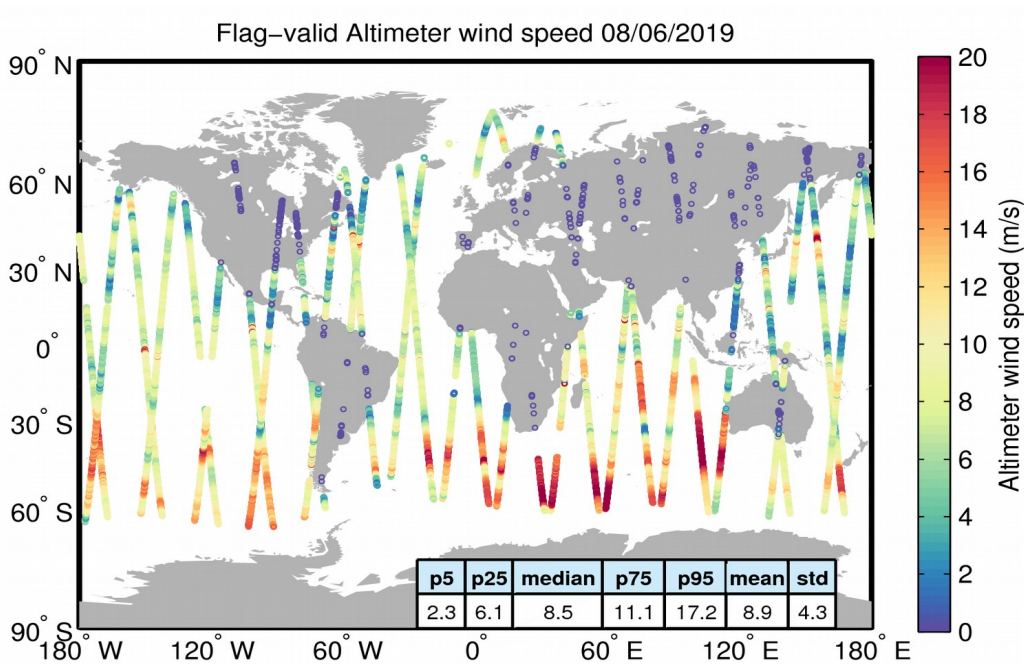 Flag−valid Altimeter wind speed 08/06/2019
90° N
60° N
30° N
0°
30° S
60° S
90° S
180° W
120° W
60° W
0°
60° E
120° E
180° E
p5 p25 median p75 p95 mean std
2.3 6.1 8.5 11.1 17.2 8.9 4.3
20
18
16
14
12
10
8
6
4
2
0
Altimeter wind speed (m/s)